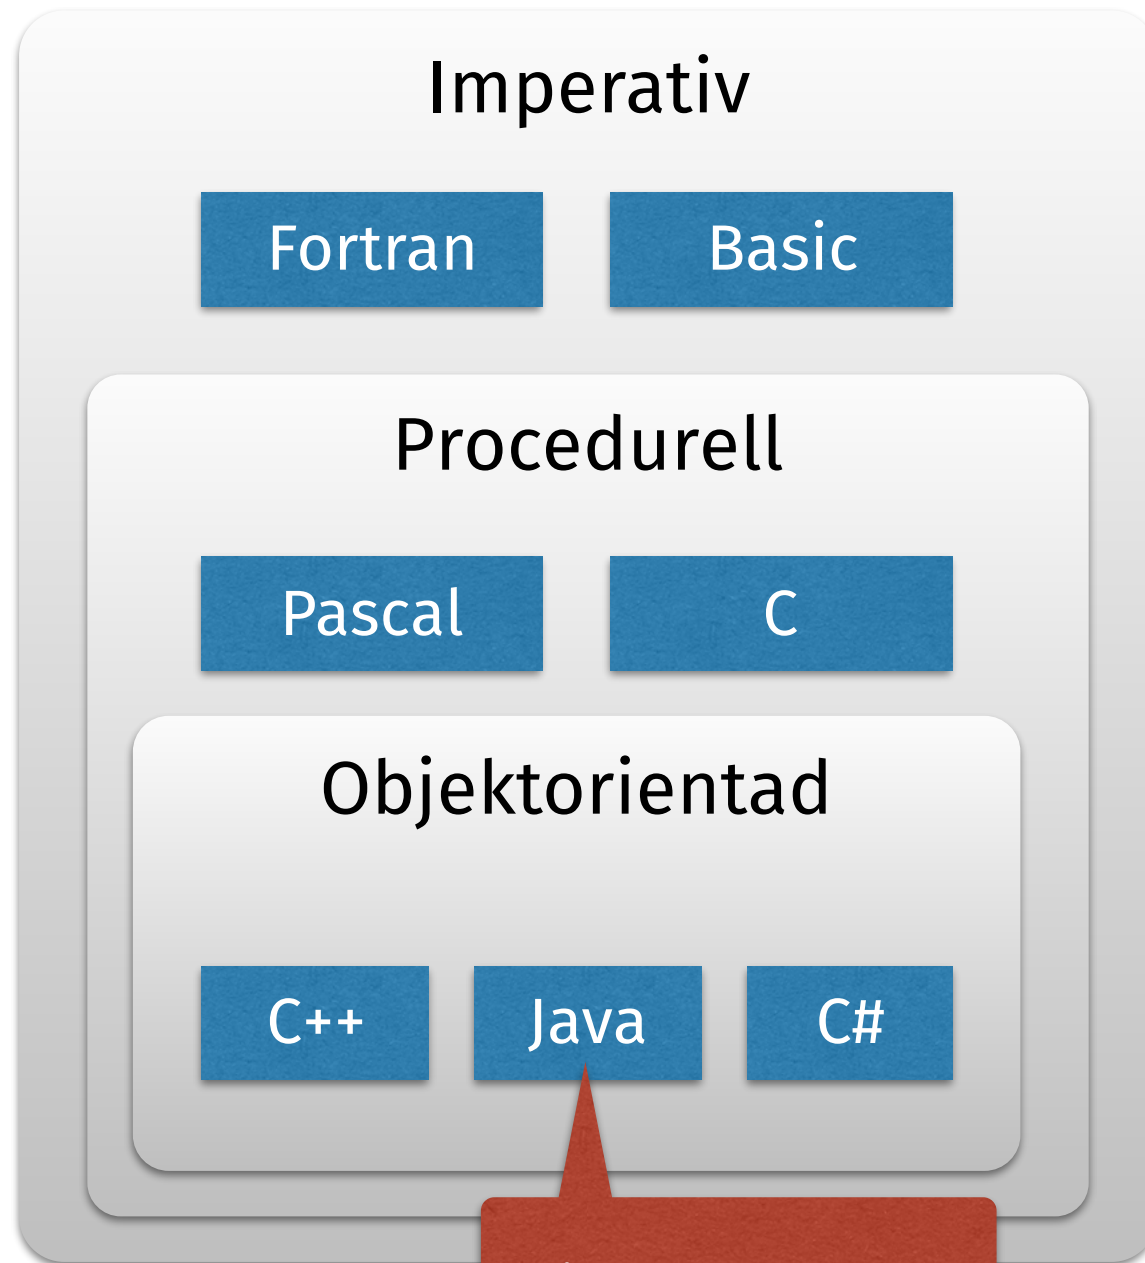 Imperativ
Fortran Basic
Procedurell
Pascal C
Objektorientad
C++ Java C#